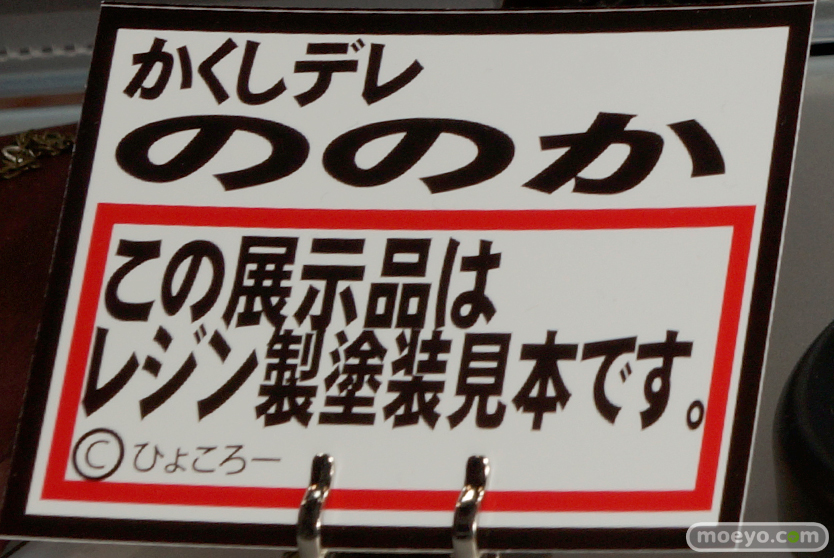 かくしデレ
ののか
この展示品は
レジン製塗装見本です。
©ひょころー
moeyo.com